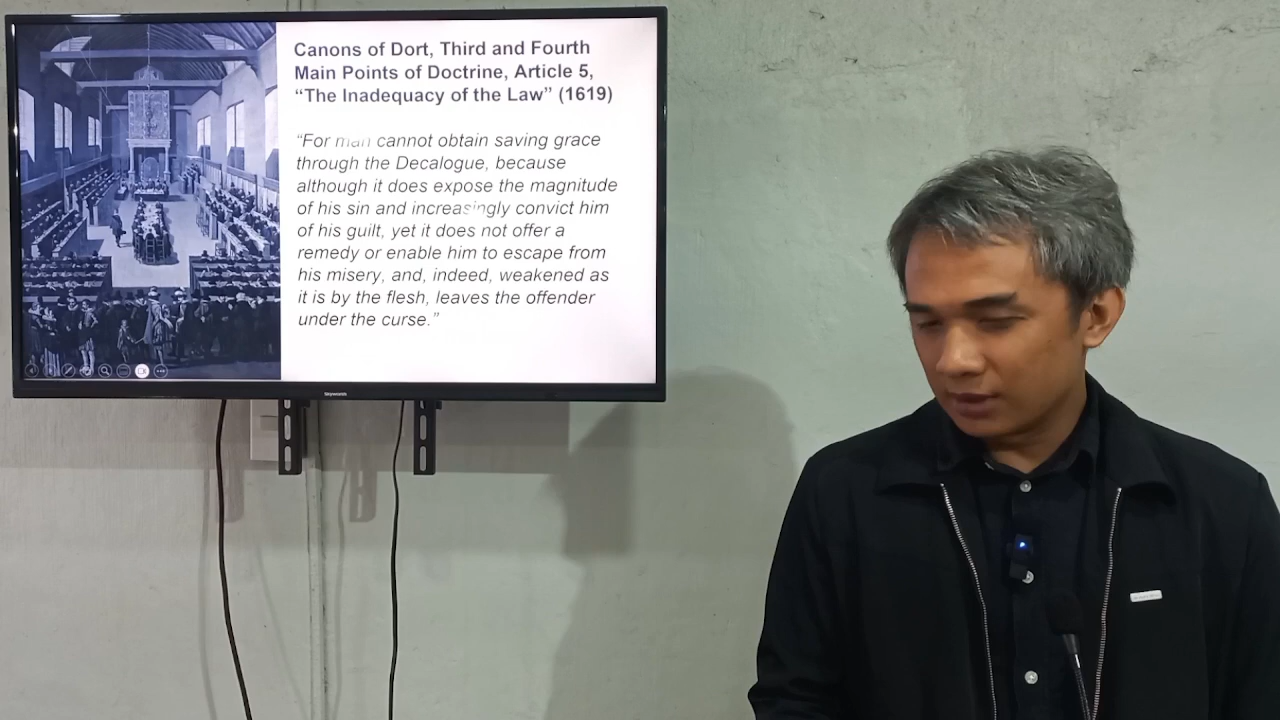 Canons of Dort, Third and Fourth
Main Points of Doctrine, Article 5,
“The Inadequacy of the Law” (1619)
“For man cannot obtain saving grace
through the Decalogue, because
although it does expose the magnitude
of his sin and increasingly convict him
of his guilt, yet it does not offer a
remedy or enable him to escape from
his misery, and, indeed, weakened as
it is by the flesh, leaves the offender
under the curse.”
Skyworth